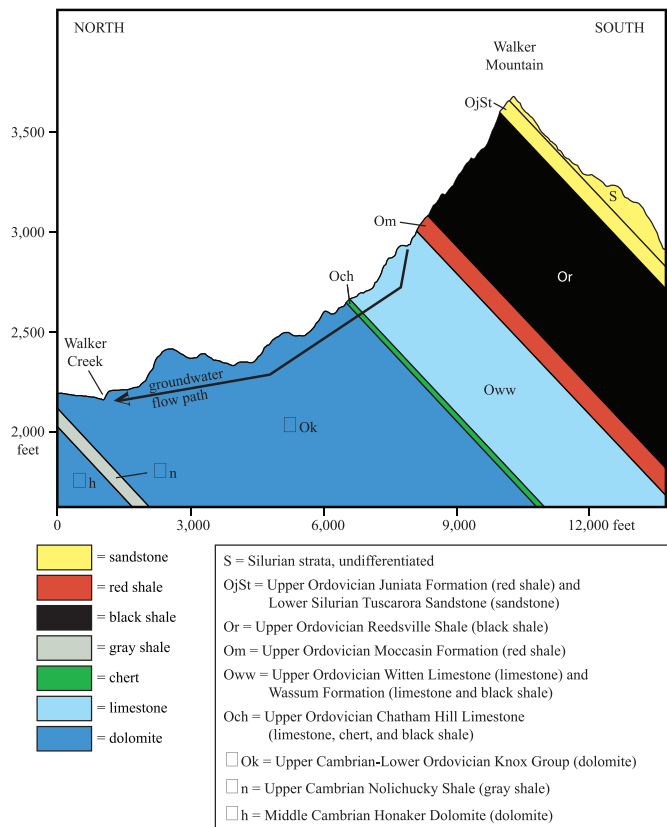 NORTH
SOUTH
Walker
Mountain
OjSt
3,500
S
Om
3,000
Or
Och
2,500
Walker
Creek
groundwater
flow path
Oww
□ Ok
2,000
feet
□ n
□ h
0
3,000
6,000
9,000
12,000 feet
= sandstone
= red shale
= black shale
= gray shale
= chert
= limestone
= dolomite
S = Silurian strata, undifferentiated
OjSt = Upper Ordovician Juniata Formation (red shale) and
Lower Silurian Tuscarora Sandstone (sandstone)
Or = Upper Ordovician Reedsville Shale (black shale)
Om = Upper Ordovician Moccasin Formation (red shale)
Oww = Upper Ordovician Witten Limestone (limestone) and
Wassum Formation (limestone and black shale)
Och = Upper Ordovician Chatham Hill Limestone
(limestone, chert, and black shale)
□ Ok = Upper Cambrian-Lower Ordovician Knox Group (dolomite)
□ n = Upper Cambrian Nolichucky Shale (gray shale)
□ h = Middle Cambrian Honaker Dolomite (dolomite)